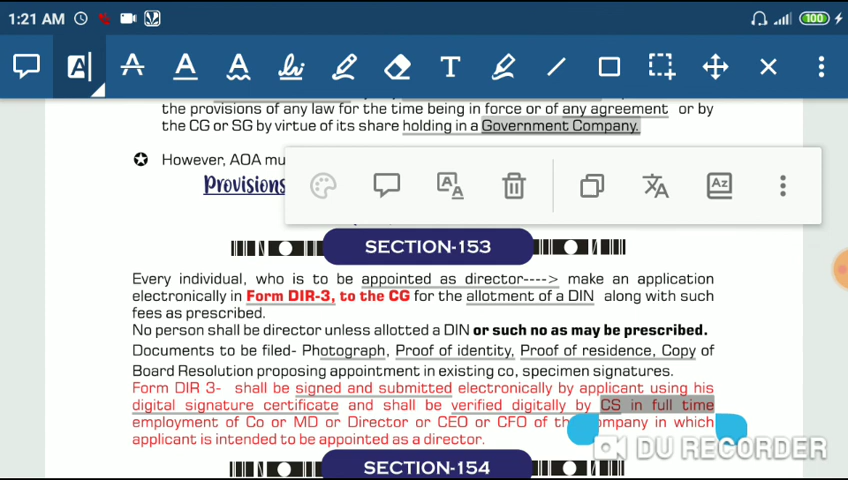 1:21 AM
100
A
A
A
A
T
the provisions of any law for the time being in force or of any agreement or by
the CG or SG by virtue of its share holding in a Government Company.
However, AOA mu
Provisions
A
A
Az
SECTION-153
Every individual, who is to be appointed as director----> make an application
electronically in Form DIR-3, to the CG for the allotment of a DIN along with such
fees as prescribed.
No person shall be director unless allotted a DIN or such no as may be prescribed.
Documents to be filed- Photograph, Proof of identity, Proof of residence, Copy of
Board Resolution proposing appointment in existing co, specimen signatures.
Form DIR 3- shall be signed and submitted electronically by applicant using his
digital signature certificate and shall be verified digitally by CS in full time
employment of Co or MD or Director or CEO or CFO of in which
applicant is intended to be appointed as a director.
DU RECORDER
SECTION-154